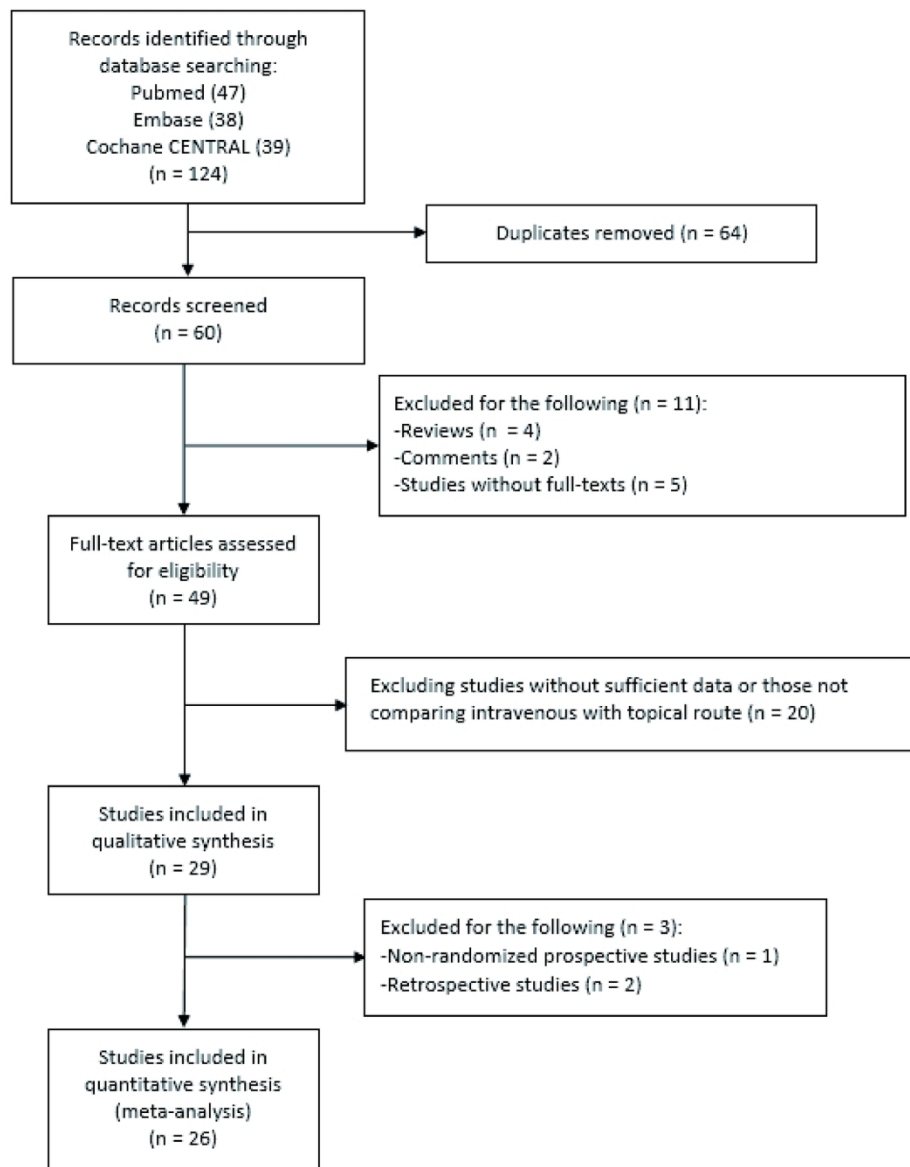 Records identified through
database searching:
Pubmed (47)
Embase (38)
Cochane CENTRAL (39)
(n = 124)
Duplicates removed (n = 64)
Records screened
(n = 60)
Excluded for the following (n = 11):
-Reviews (n = 4)
-Comments (n = 2)
-Studies without full-texts (n = 5)
Full-text articles assessed
for eligibility
(n = 49)
Excluding studies without sufficient data or those not
comparing intravenous with topical route (n = 20)
Studies included in
qualitative synthesis
(n = 29)
Excluded for the following (n = 3):
-Non-randomized prospective studies (n = 1)
-Retrospective studies (n = 2)
Studies included in
quantitative synthesis
(meta-analysis)
(n = 26)